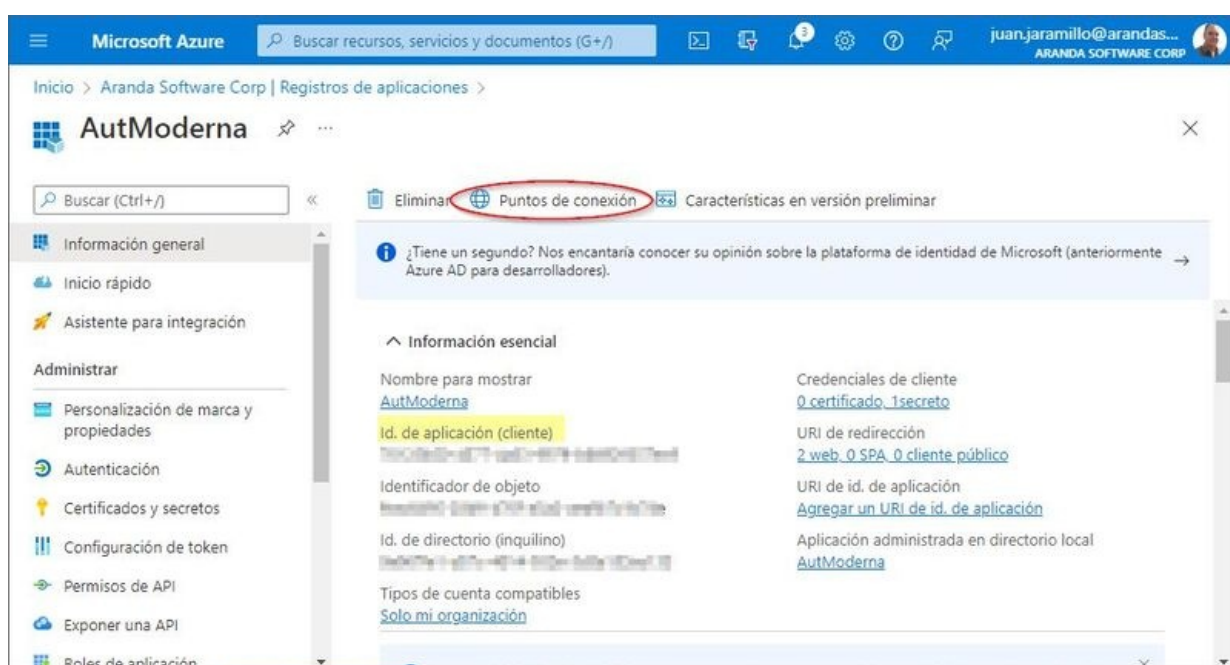 Microsoft Azure
Buscar recursos, servicios y documentos (G+/)
3
juan.jaramillo@arandas...
ARANDA SOFTWARE CORP
Inicio > Aranda Software Corp | Registros de aplicaciones >
AutModerna
Buscar (Ctrl+/)
Información general
Inicio rápido
Asistente para integración
Administrar
Personalización de marca y
propiedades
Autenticación
Certificados y secretos
Configuración de token
Permisos de API
Exponer una API
Roles de aplicación
Eliminar
Puntos de conexión
Características en versión preliminar
¿Tiene un segundo? Nos encantaría conocer su opinión sobre la plataforma de identidad de Microsoft (anteriormente
Azure AD para desarrolladores).
Información esencial
Nombre para mostrar
AutModerna
Id. de aplicación (cliente)
Identificador de objeto
Id. de directorio (inquilino)
Tipos de cuenta compatibles
Solo mi organización
Credenciales de cliente
0 certificado, 1secreto
URI de redirección
2 web, 0 SPA, 0 cliente público
URI de id. de aplicación
Agregar un URI de id. de aplicación
Aplicación administrada en directorio local
AutModerna